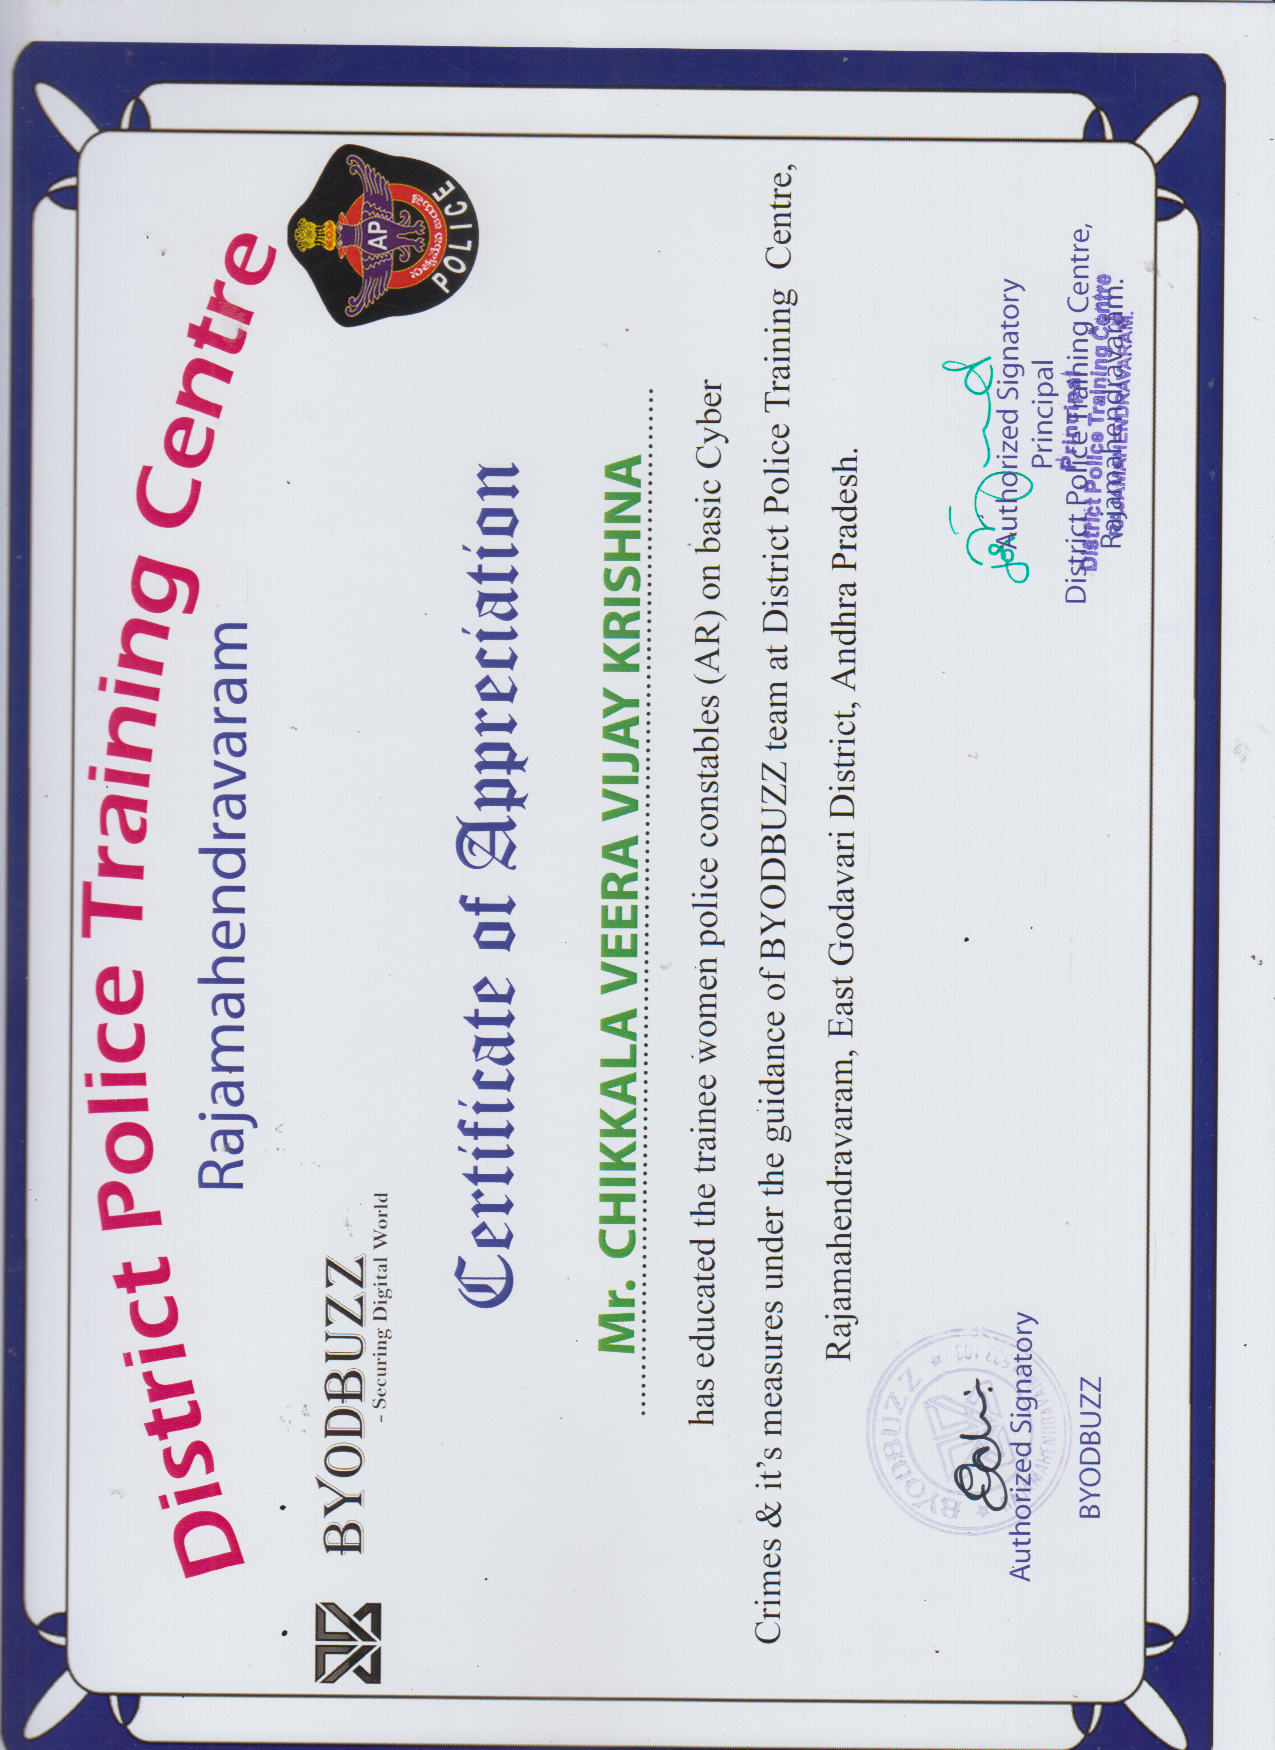 District Police Training Centre
Rajamahendravaram
BYODBUZZ
- Securing Digital World
AP
సత్యమేవ జయతే
POLICE
Certificate of Appreciation
Mr. CHIKKALA VEERA VIJAY KRISHNA
has educated the trainee women police constables (AR) on basic Cyber
Crimes & it's measures under the guidance of BYODBUZZ team at District Police Training Centre,
Rajamahendravaram, East Godavari District, Andhra Pradesh.
BYODBUZZ
Authorized Signatory
BYODBUZZ
Authorized Signatory
Principal
District Police Training Centre,
Rajamahendravaram.
Principal
District Police Training Centre
RAJAMAHENDRAVARAM.